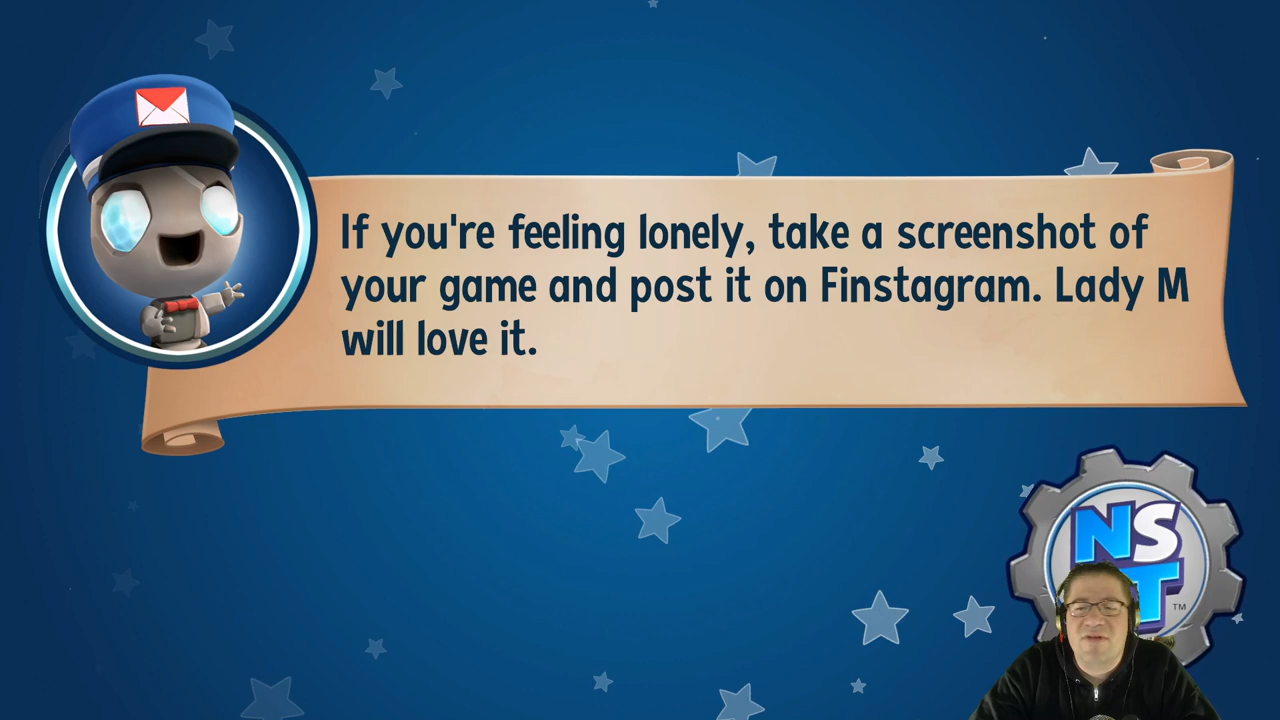 If you're feeling lonely, take a screenshot of
your game and post it on Finstagram. Lady M
will love it.
NS
T
TM